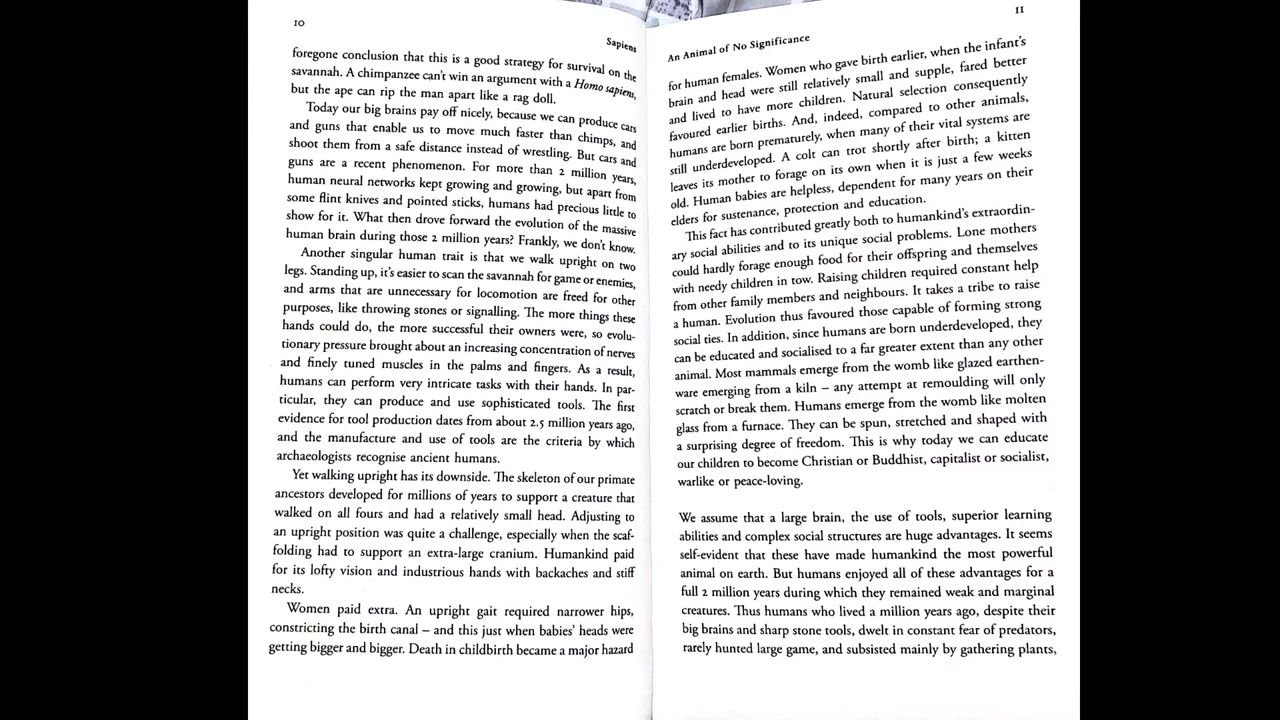 10
Sapiens
foregone conclusion that this is a good strategy for survival on the
savannah. A chimpanzee can't win an argument with a Homo sapiens,
but the ape can rip the man apart like a rag doll.
Today our big brains pay off nicely, because we can produce cars
and guns that enable us to move much faster than chimps, and
shoot them from a safe distance instead of wrestling. But cars and
guns are a recent phenomenon. For more than 2 million years,
human neural networks kept growing and growing, but apart from
some flint knives and pointed sticks, humans had precious little to
show for it. What then drove forward the evolution of the massive
human brain during those 2 million years? Frankly, we don't know.
Another singular human trait is that we walk upright on two
legs. Standing up, it's easier to scan the savannah for game or enemies,
and arms that are unnecessary for locomotion are freed for other
purposes, like throwing stones or signalling. The more things these
hands could do, the more successful their owners were, so evolu-
tionary pressure brought about an increasing concentration of nerves
and finely tuned muscles in the palms and fingers. As a result,
humans can perform very intricate tasks with their hands. In par-
ticular, they can produce and use sophisticated tools. The first
evidence for tool production dates from about 2.5 million years ago,
and the manufacture and use of tools are the criteria by which
archaeologists recognise ancient humans.
Yet walking upright has its downside. The skeleton of our primate
ancestors developed for millions of years to support a creature that
walked on all fours and had a relatively small head. Adjusting to
an upright position was quite a challenge, especially when the scaf-
folding had to support an extra-large cranium. Humankind paid
for its lofty vision and industrious hands with backaches and stiff
necks.
Women paid extra. An upright gait required narrower hips,
constricting the birth canal – and this just when babies' heads were
getting bigger and bigger. Death in childbirth became a major hazard
11
An Animal of No Significance
for human females. Women who gave birth earlier, when the infant's
brain and head were still relatively small and supple, fared better
and lived to have more children. Natural selection consequently
favoured earlier births. And, indeed, compared to other animals,
humans are born prematurely, when many of their vital systems are
still underdeveloped. A colt can trot shortly after birth; a kitten
leaves its mother to forage on its own when it is just a few weeks
old. Human babies are helpless, dependent for many years on their
elders for sustenance, protection and education.
This fact has contributed greatly both to humankind's extraordin-
ary social abilities and to its unique social problems. Lone mothers
could hardly forage enough food for their offspring and themselves
with needy children in tow. Raising children required constant help
from other family members and neighbours. It takes a tribe to raise
a human. Evolution thus favoured those capable of forming strong
social ties. In addition, since humans are born underdeveloped, they
can be educated and socialised to a far greater extent than any other
animal. Most mammals emerge from the womb like glazed earthen-
ware emerging from a kiln – any attempt at remoulding will only
scratch or break them. Humans emerge from the womb like molten
glass from a furnace. They can be spun, stretched and shaped with
a surprising degree of freedom. This is why today we can educate
our children to become Christian or Buddhist, capitalist or socialist,
warlike or peace-loving.
We assume that a large brain, the use of tools, superior learning
abilities and complex social structures are huge advantages. It seems
self-evident that these have made humankind the most powerful
animal on earth. But humans enjoyed all of these advantages for a
full 2 million years during which they remained weak and marginal
creatures. Thus humans who lived a million years ago, despite their
big brains and sharp stone tools, dwelt in constant fear of predators,
rarely hunted large game, and subsisted mainly by gathering plants,